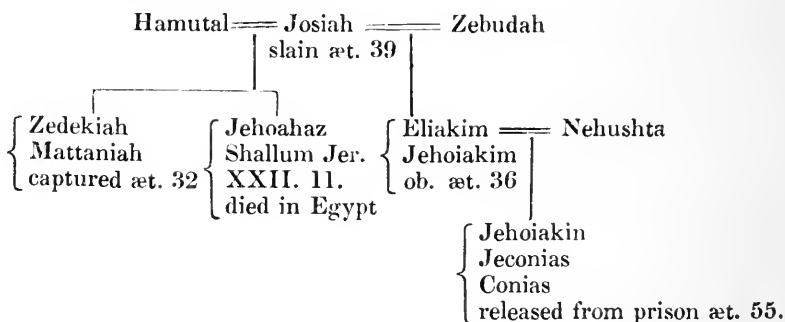 Hamutal Josiah Zebudah
slain æt. 39
Zedekiah
Mattaniah
captured æt. 32
Jehoahaz
Shallum Jer.
XXII. 11.
died in Egypt
Eliakim
Jehoiakim
ob. æt. 36
Nehushta
Jehoiakin
Jeconias
Conias
released from prison æt. 55.